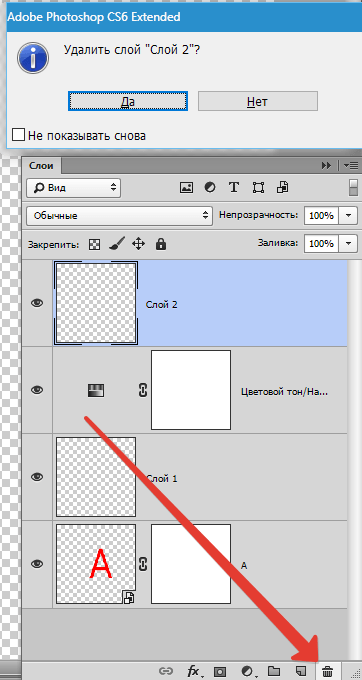 Adobe Photoshop CS6 Extended
Удалить слой "Слой 2"?
Да
Нет
Не показывать снова
Слои
Вид
T
Обычные
Непрозрачность: 100%
Закрепить:
Заливка: 100%
Слой 2
Цветовой тон/На...
Слой 1
A
A
fx